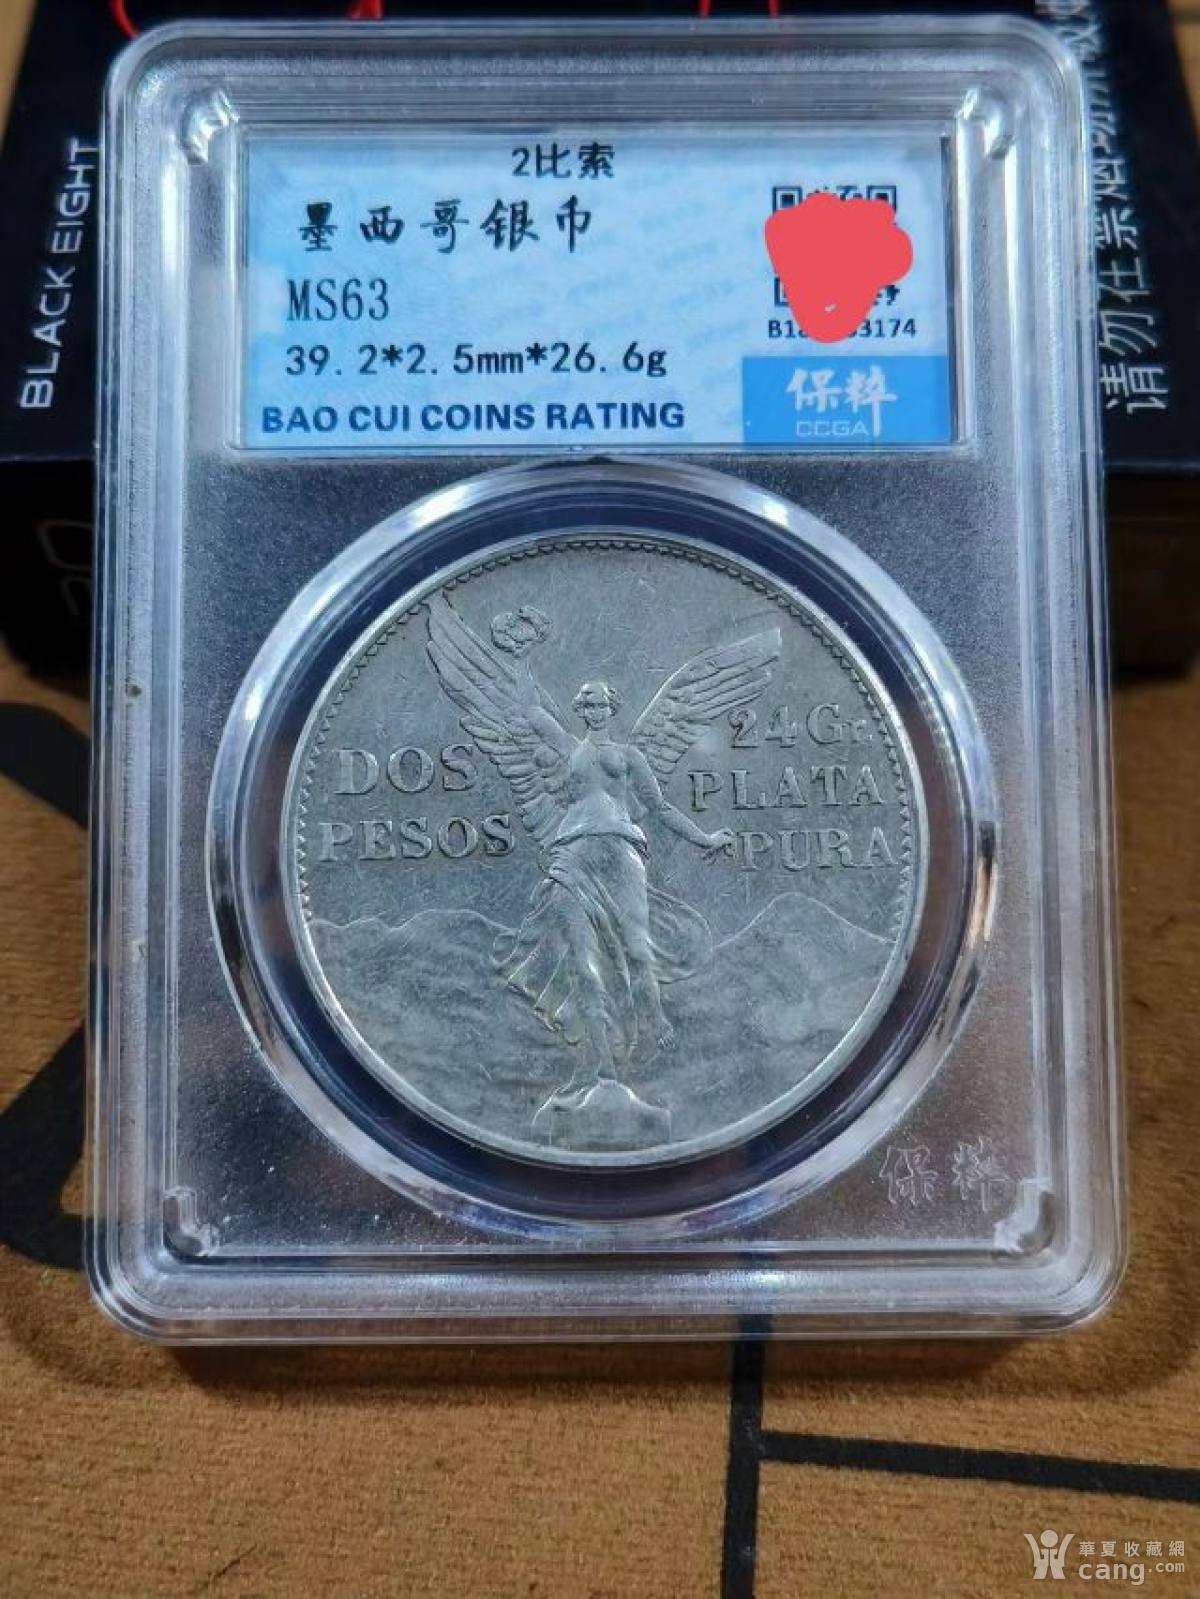 2比索
墨西哥银币
MS63
39.2*2.5mm*26.6g
BAO CUI COINS RATING
保粹
CCGA
DOS
PESOS
24 Gr.
PLATA
PURA
保粹
BLACK EIGHT
请勿在禁烟场所吸烟
華夏收藏網
cang.com